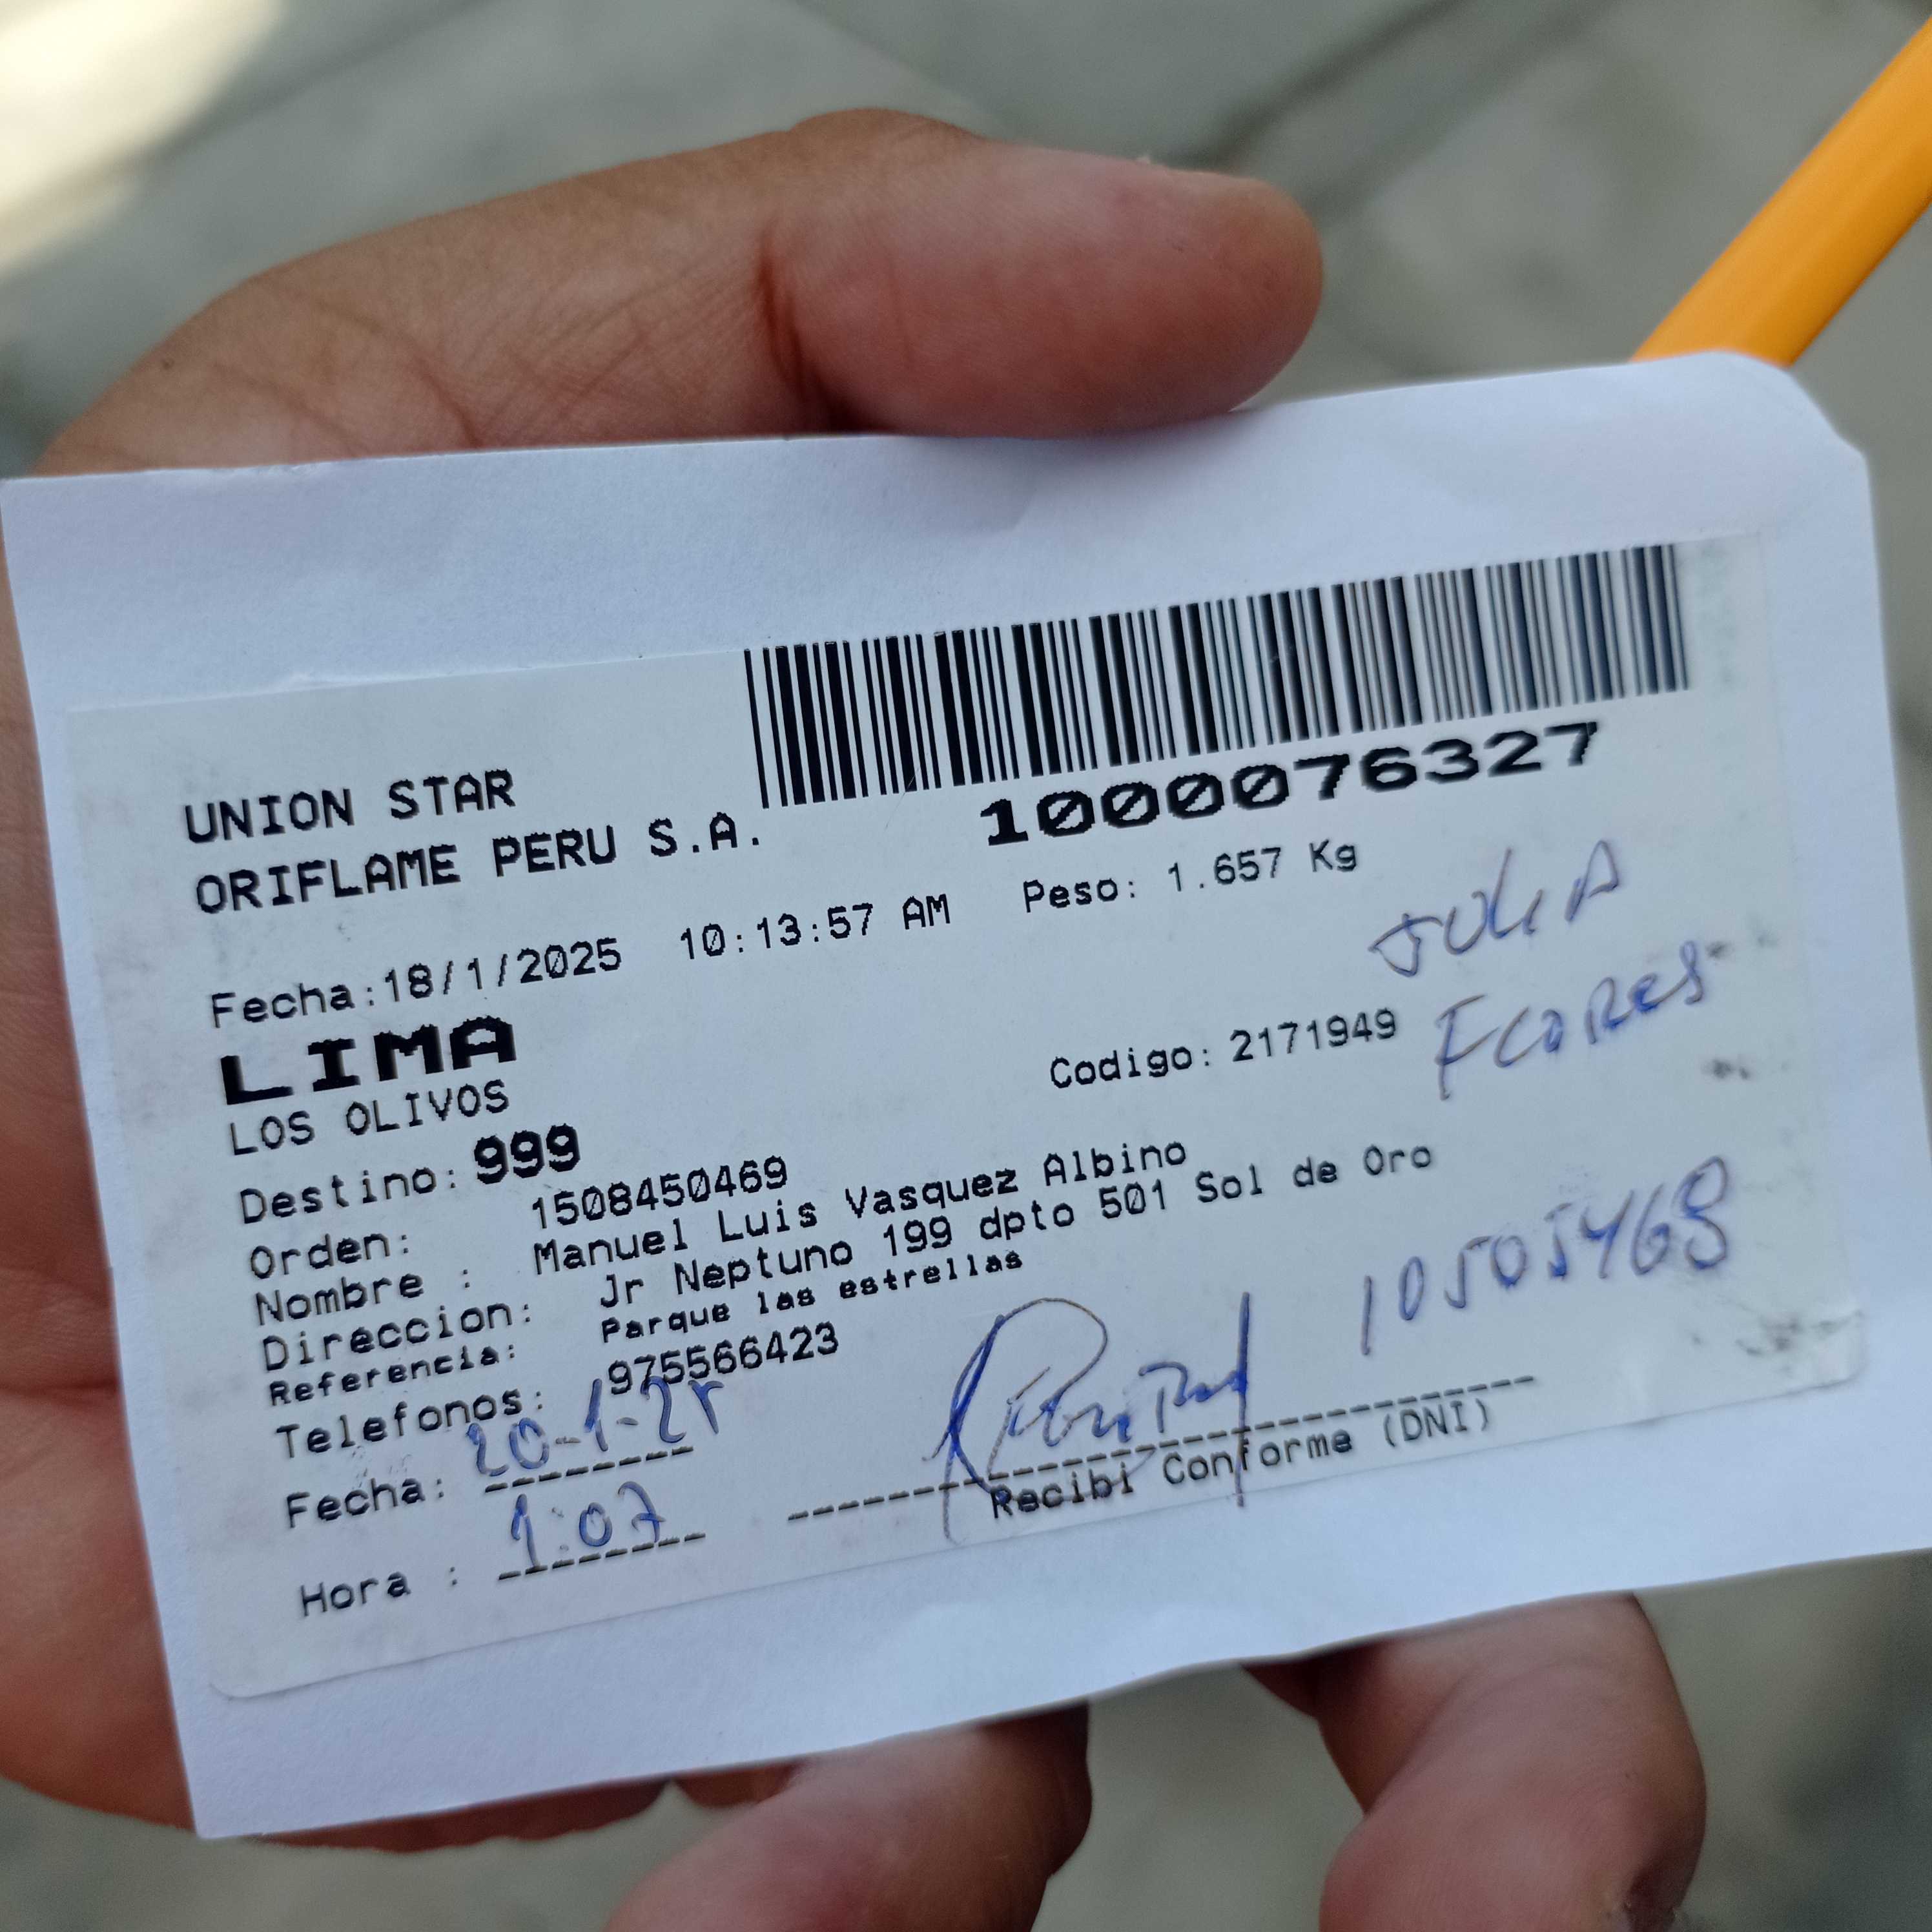 UNION STAR
ORIFLAME PERU S.A.
1000076327
Fecha:18/1/2025 10:13:57 AM Peso: 1.657 Kg
JULIA
FLORES
LIMA
LOS OLIVOS
Codigo: 2171949
Destino: 999
Orden: 1508450469
Nombre : Manuel Luis Vasquez Albino
Direccion: Jr Neptuno 199 dpto 501 Sol de Oro
Referencia: Parque las estrellas
Telefonos: 975566423
Fecha: 20-1-25
Hora : 1:07
Recibi Conforme (DNI)